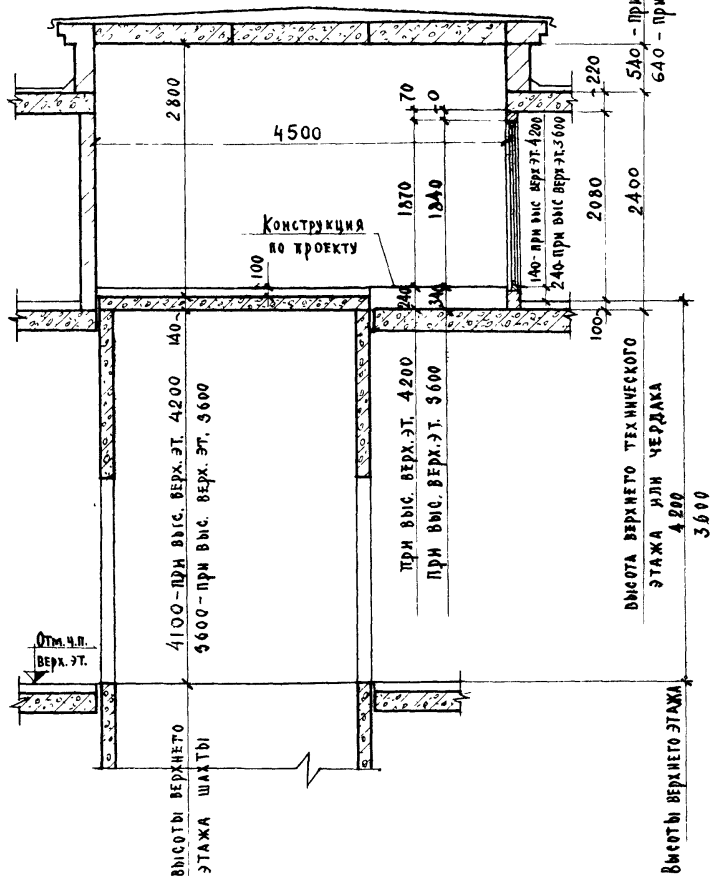 540 - при
640 - при
220
2800
70
0
4500
1870
1840
140-при выс верх эт. 4200
240-при выс верх эт. 3600
2080
2400
Конструкция
по проекту
100
240
340
140
100
4100-при выс. верх. эт. 4200
3600-при выс. верх. эт. 3600
при выс. верх. эт. 4200
при выс. верх. эт. 3600
высота верхнего технического
этажа или чердака
4200
3600
Отм.ч.п.
верх. эт.
высоты верхнего
этажа шахты
Высоты верхнего этажа